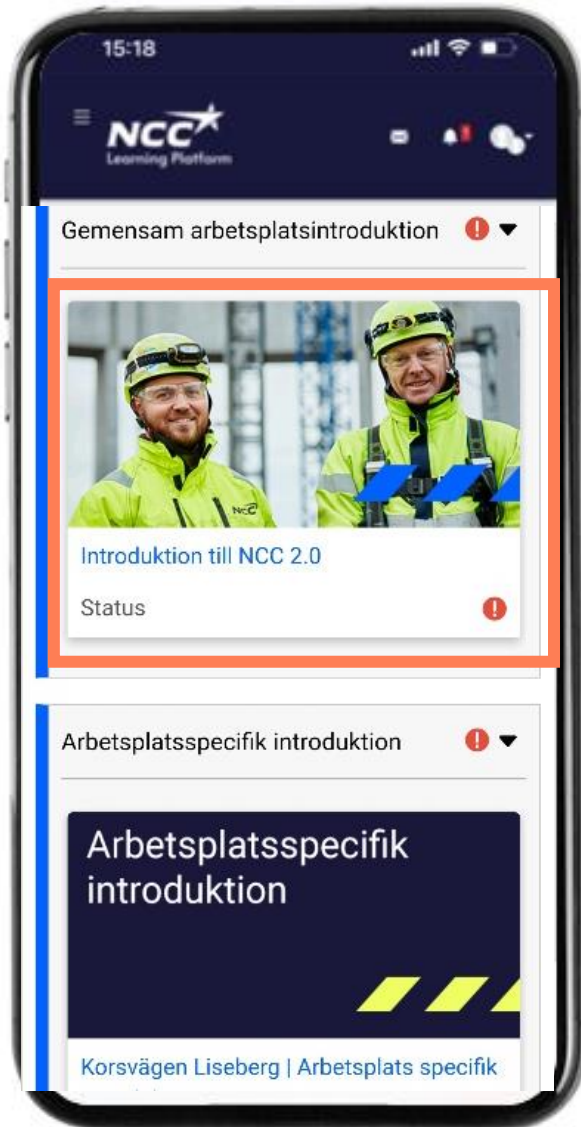 15:18
NCC
Learning Platform
Gemensam arbetsplatsintroduktion
NCC
Introduktion till NCC 2.0
Status
Arbetsplatsspecifik introduktion
Arbetsplatsspecifik
introduktion
Korsvägen Liseberg | Arbetsplats specifik